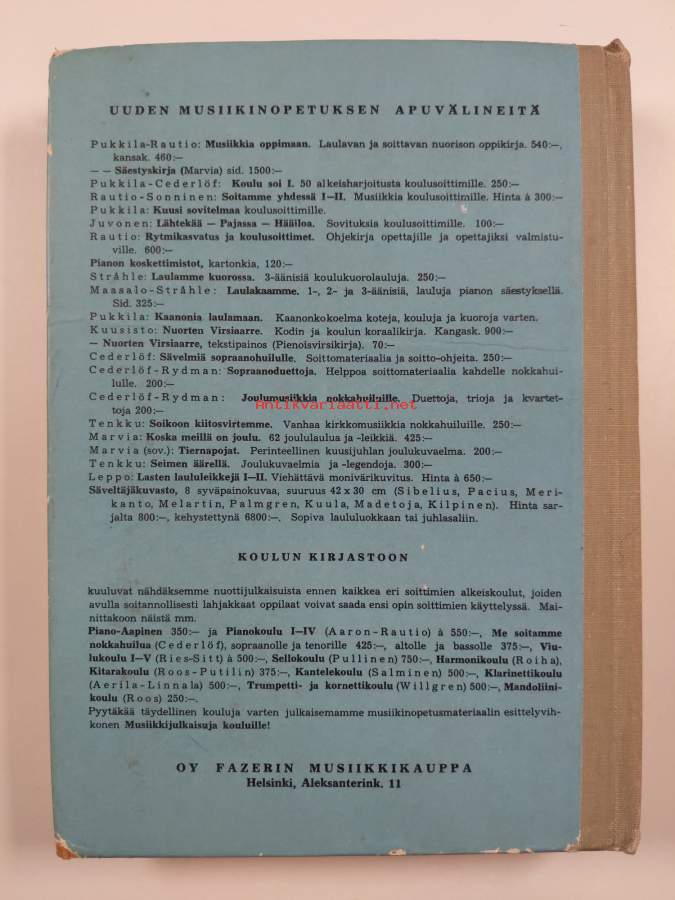 UUDEN MUSIIKINOPETUKSEN APUVÄLINEITÄ
Pukkila-Rautio: Musiikkia oppimaan. Laulavan ja soittavan nuorison oppikirja. 540:—,
kansak. 460:—
— — Säestyskirja (Marvia) sid. 1500:—
Pukkila-Cederlöf: Koulu soi I. 50 alkeisharjoitusta koulusoittimille. 250:—
Rautio-Sonninen: Soitamme yhdessä I—II. Musiikkia koulusoittimille. Hinta à 300:—
Pukkila: Kuusi sovitelmaa koulusoittimille.
Juvonen: Lähtekää — Pajassa — Hääiloa. Sovituksia koulusoittimille. 100:—
Rautio: Rytmikasvatus ja koulusoittimet. Ohjekirja opettajille ja opettajiksi valmistu-
ville. 600:—
Pianon koskettimistot, kartonkia, 120:—
Stråhle: Laulamme kuorossa. 3-äänisiä koulukuorolauluja. 250:—
Maasalo-Stråhle: Laulakaamme. 1-, 2- ja 3-äänisiä, lauluja pianon säestyksellä.
Sid. 325:—
Pukkila: Kaanonia laulamaan. Kaanonkokoelma koteja, kouluja ja kuoroja varten.
Kuusisto: Nuorten Virsiaarre. Kodin ja koulun koraalikirja. Kangask. 900:—
— Nuorten Virsiaarre, tekstipainos (Pienoisvirsikirja). 70:—
Cederlöf: Sävelmiä sopraanohuilulle. Soittomateriaalia ja soitto-ohjeita. 250:—
Cederlöf-Rydman: Sopraanoduettoja. Helppoa soittomateriaalia kahdelle nokkahui-
lulle. 200:—
Cederlöf-Rydman: Joulumusiikkia nokkahuiluille. Duettoja, trioja ja kvartet-
toja 200:—
Antikvariaatti.net
Tenkku: Soikoon kiitosvirtemme. Vanhaa kirkkomusiikkia nokkahuiluille. 250:—
Marvia: Koska meillä on joulu. 62 joululaulua ja -leikkiä. 425:—
Marvia (sov.): Tiernapojat. Perinteellinen kuusijuhlan joulukuvaelma. 200:—
Tenkku: Seimen äärellä. Joulukuvaelmia ja -legendoja. 300:—
Leppo: Lasten laululeikkejä I—II. Viehättävä monivärikuvitus. Hinta à 650:—
Säveltäjäkuvasto, 8 syväpainokuvaa, suuruus 42 x 30 cm (Sibelius, Pacius, Meri-
kanto, Melartin, Palmgren, Kuula, Madetoja, Kilpinen). Hinta sar-
jalta 800:—, kehystettynä 6800:—. Sopiva laululuokkaan tai juhlasaliin.
KOULUN KIRJASTOON
kuuluvat nähdäksemme nuottijulkaisuista ennen kaikkea eri soittimien alkeiskoulut, joiden
avulla soitannollisesti lahjakkaat oppilaat voivat saada ensi opin soittimien käyttelyssä. Mai-
nittakoon näistä mm.
Piano-Aapinen 350:— ja Pianokoulu I—IV (Aaron-Rautio) à 550:—, Me soitamme
nokkahuilua (Cederlöf), sopraanolle ja tenorille 425:—, altolle ja bassolle 375:—, Viu-
lukoulu I—V (Ries-Sitt) à 500:—, Sellokoulu (Pullinen) 750:—, Harmonikoulu (Roiha),
Kitarakoulu (Roos-Putilin) 375:—, Kantelekoulu (Salminen) 500:—, Klarinettikoulu
(Aerila-Linnala) 500:—, Trumpetti- ja kornettikoulu (Willgren) 500:—, Mandoliini-
koulu (Roos) 250:—.
Pyytäkää täydellinen kouluja varten julkaisemamme musiikinopetusmateriaalin esittelyvih-
konen Musiikkijulkaisuja kouluille!
OY FAZERIN MUSIIKKIKAUPPA
Helsinki, Aleksanterink. 11